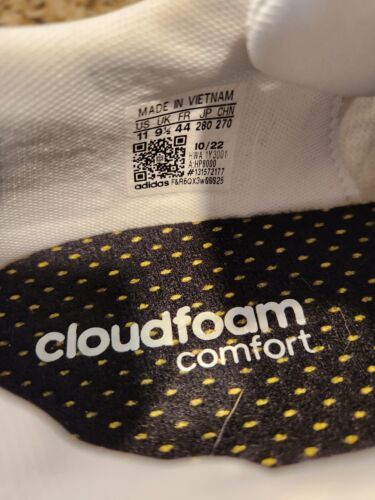 MADE IN VIETNAM
US UK FR JP CHN
11 9½ 44 280 270
10/22
HWA 1Y3001
A:HP8000
#131572177
adidas F&R6QX3w00825
cloudfoam
comfort